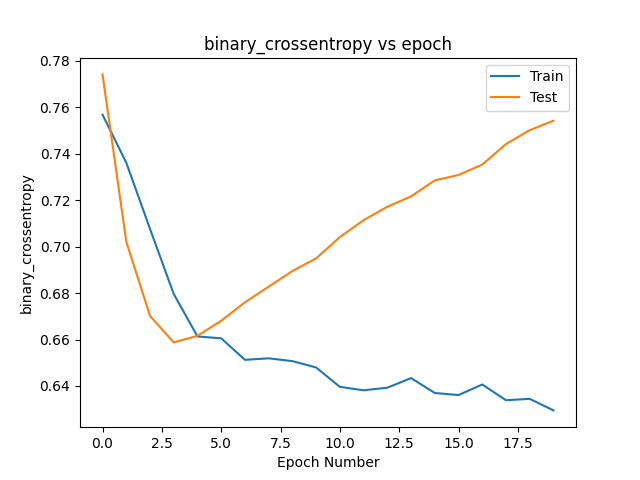 binary_crossentropy vs epoch
Train
Test
0.78
0.76
0.74
0.72
0.70
0.68
0.66
0.64
binary_crossentropy
0.0 2.5 5.0 7.5 10.0 12.5 15.0 17.5
Epoch Number